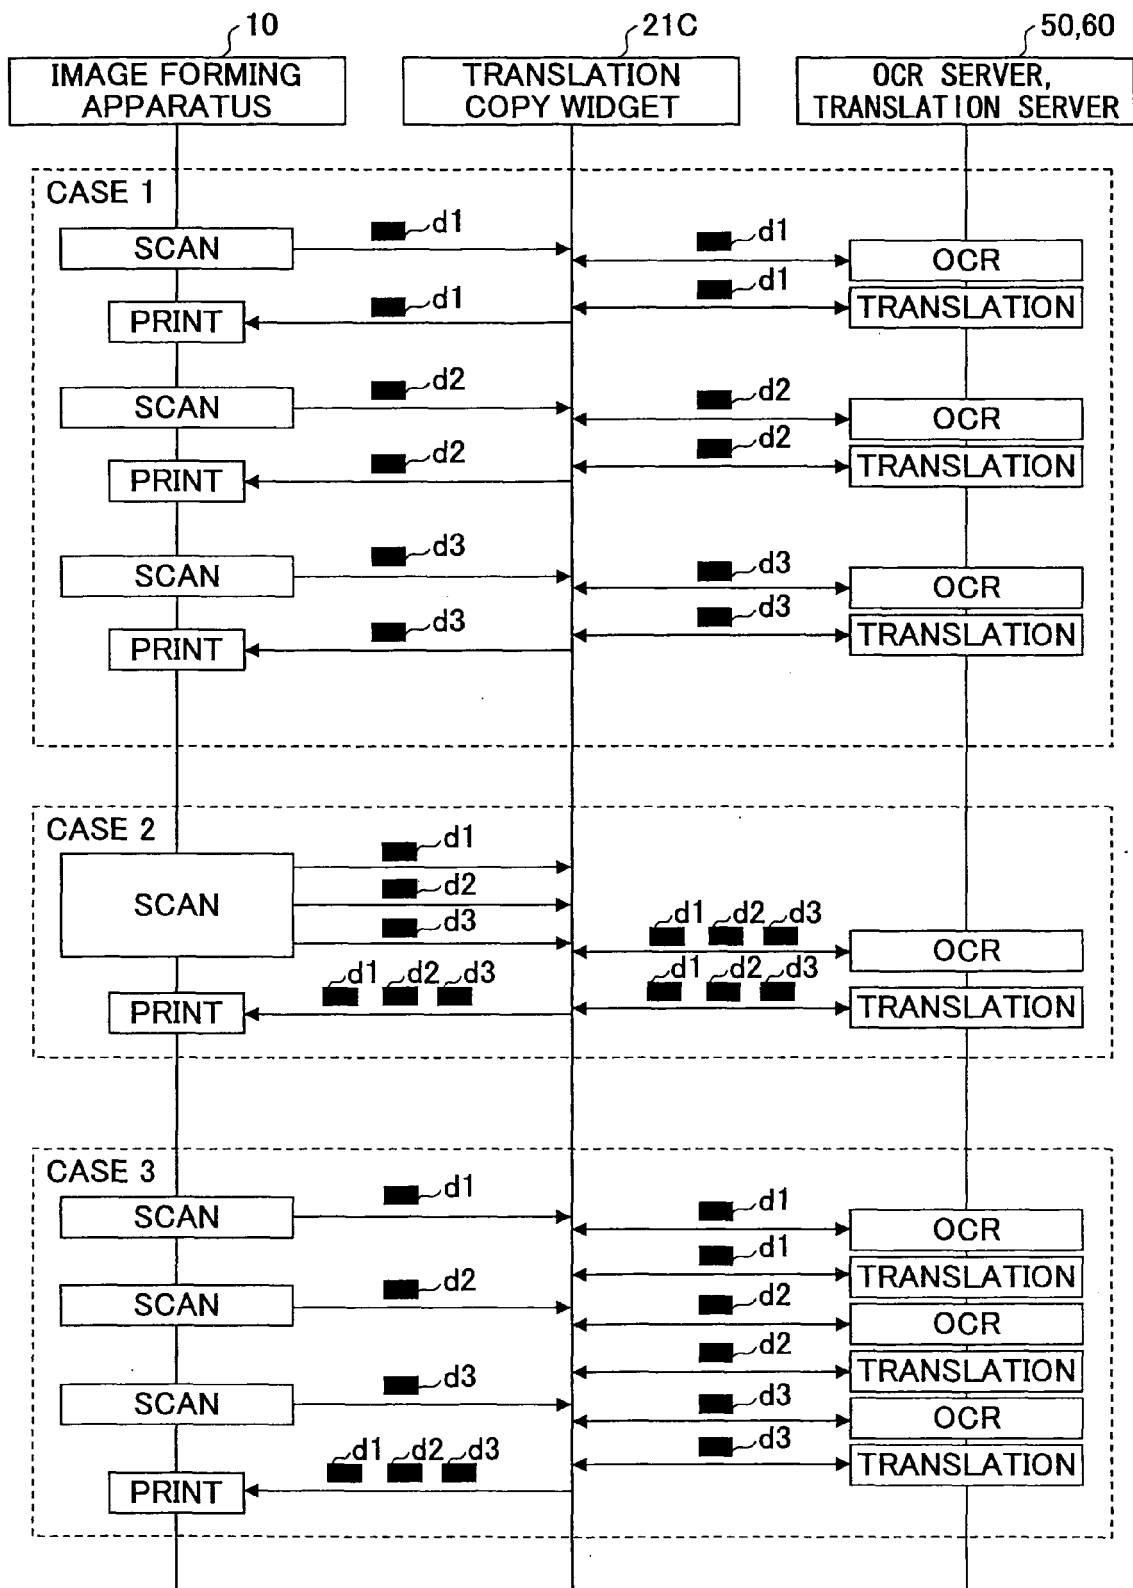 10
21C
50,60
IMAGE FORMING
APPARATUS
TRANSLATION
COPY WIDGET
OCR SERVER,
TRANSLATION SERVER
CASE 1
d1
d1
SCAN
OCR
d1
d1
PRINT
TRANSLATION
d2
d2
SCAN
OCR
d2
d2
PRINT
TRANSLATION
d3
d3
SCAN
OCR
d3
d3
PRINT
TRANSLATION
CASE 2
d1
d2
SCAN
d3
d1 d2 d3
OCR
d1 d2 d3
d1 d2 d3
PRINT
TRANSLATION
CASE 3
d1
d1
SCAN
OCR
d1
TRANSLATION
d2
d2
SCAN
OCR
d2
TRANSLATION
d3
d3
SCAN
OCR
d3
d1 d2 d3
TRANSLATION
PRINT